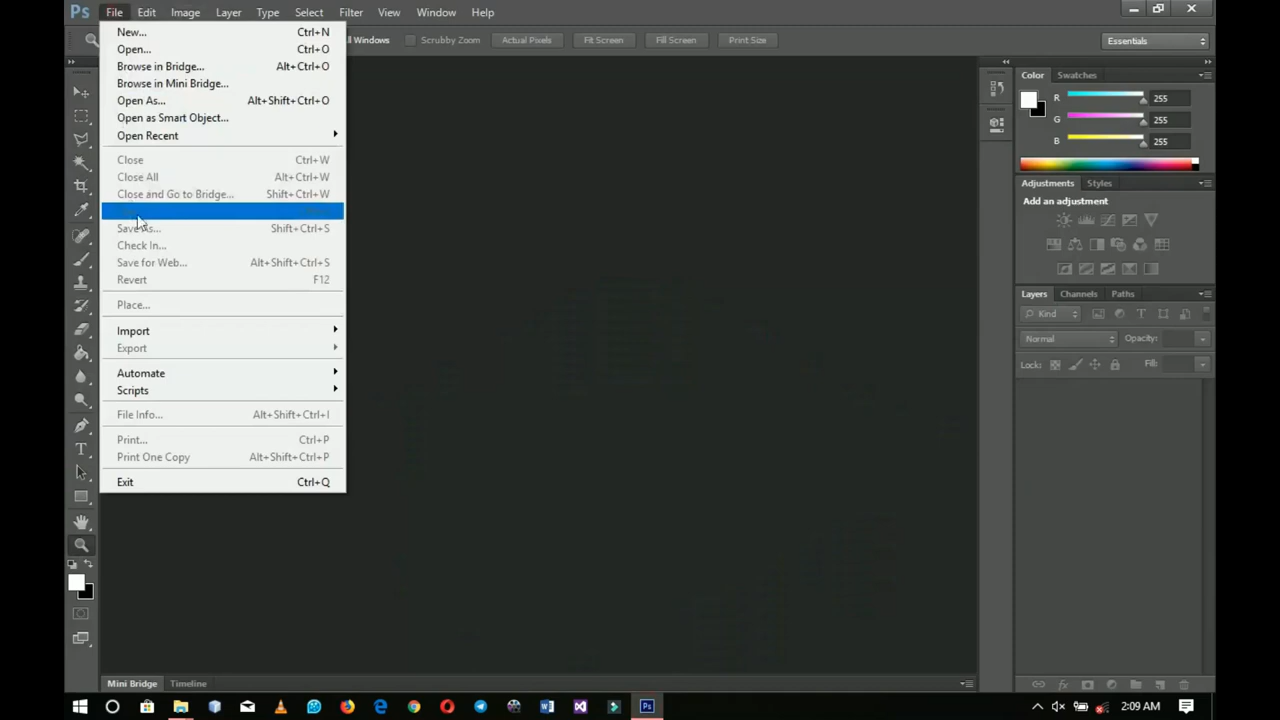 Ps File Edit Image Layer Type Select Filter View Window Help
All Windows Scrubby Zoom Actual Pixels Fit Screen Fill Screen Print Size Essentials
New... Ctrl+N
Open... Ctrl+O
Browse in Bridge... Alt+Ctrl+O
Browse in Mini Bridge...
Open As... Alt+Shift+Ctrl+O
Open as Smart Object...
Open Recent
Close Ctrl+W
Close All Alt+Ctrl+W
Close and Go to Bridge... Shift+Ctrl+W
Save As... Shift+Ctrl+S
Check In...
Save for Web... Alt+Shift+Ctrl+S
Revert F12
Place...
Import
Export
Automate
Scripts
File Info... Alt+Shift+Ctrl+I
Print... Ctrl+P
Print One Copy Alt+Shift+Ctrl+P
Exit Ctrl+Q
Color Swatches
R 255
G 255
B 255
Adjustments Styles
Add an adjustment
Layers Channels Paths
Kind
Normal Opacity:
Lock: Fill:
Mini Bridge Timeline
2:09 AM